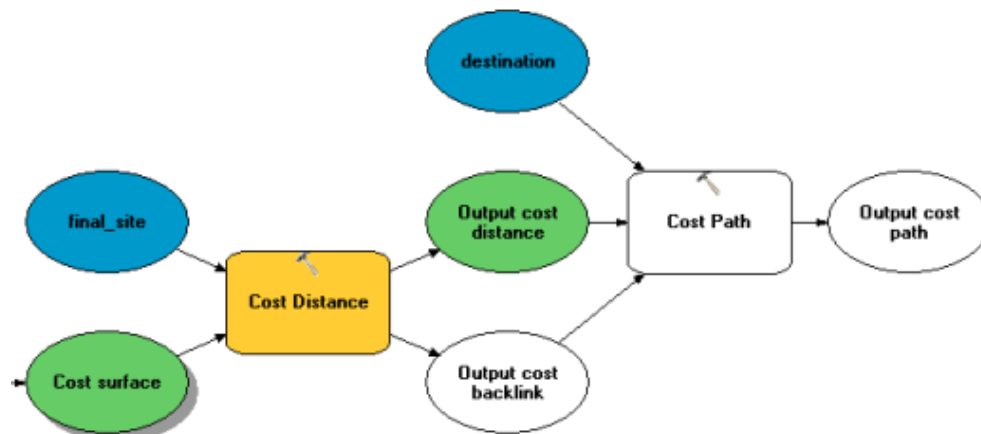 destination
final_site
Output cost
distance
Cost Path
Output cost
path
Cost Distance
Cost surface
Output cost
backlink